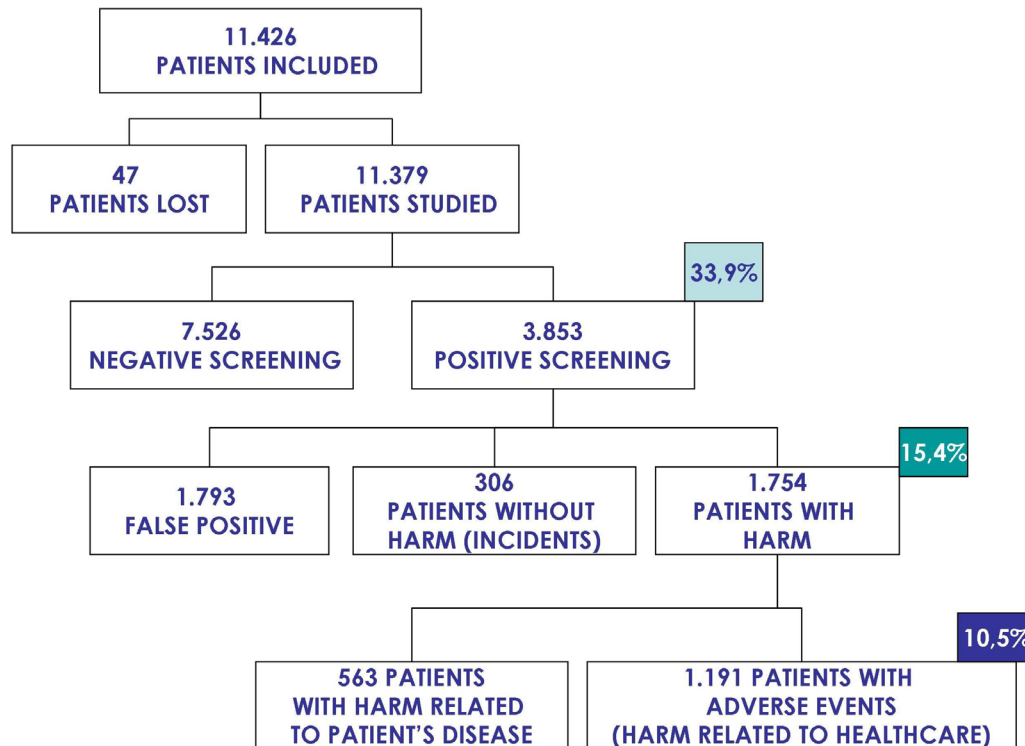 11.426
PATIENTS INCLUDED
47
PATIENTS LOST
11.379
PATIENTS STUDIED
33,9%
7.526
NEGATIVE SCREENING
3.853
POSITIVE SCREENING
15,4%
1.793
FALSE POSITIVE
306
PATIENTS WITHOUT
HARM (INCIDENTS)
1.754
PATIENTS WITH
HARM
10,5%
563 PATIENTS
WITH HARM RELATED
TO PATIENT'S DISEASE
1.191 PATIENTS WITH
ADVERSE EVENTS
(HARM RELATED TO HEALTHCARE)